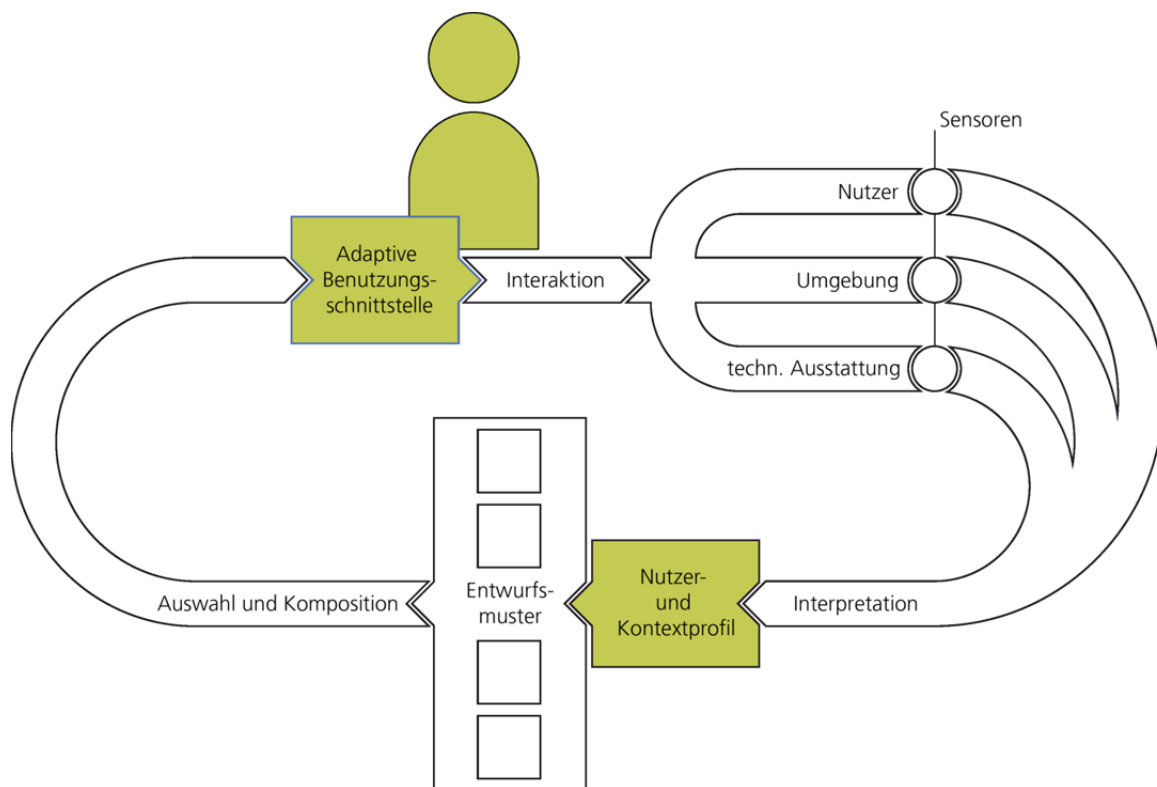 Sensoren
Nutzer
Adaptive
Benutzungs-
schnittstelle
Interaktion
Umgebung
techn. Ausstattung
Auswahl und Komposition
Entwurfs-
muster
Nutzer-
und
Kontextprofil
Interpretation